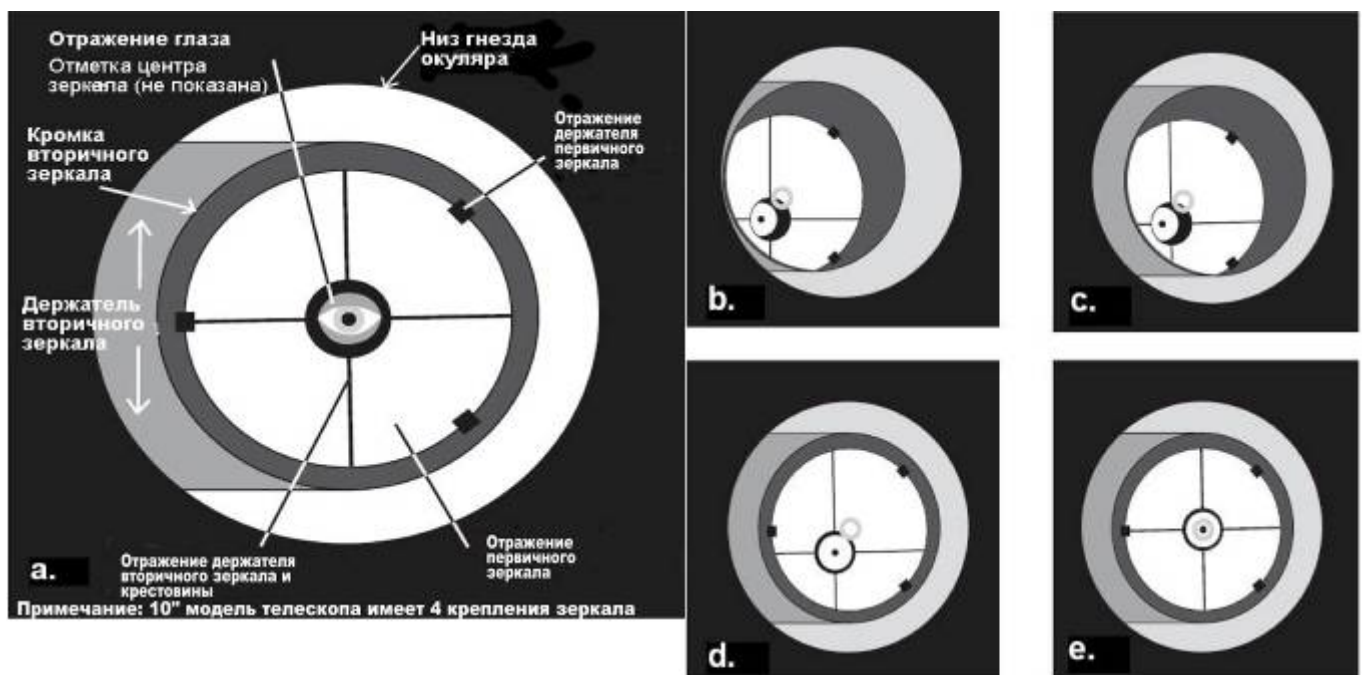 Отражение глаза
Отметка центра
зеркала (не показана)
Низ гнезда
окуляра
Отражение
держателя
первичного
зеркала
Кромка
вторичного
зеркала
Держатель
вторичного
зеркала
Отражение держателя
вторичного зеркала и
крестовины
Отражение
первичного
зеркала
a.
Примечание: 10" модель телескопа имеет 4 крепления зеркала
b.
c.
d.
e.